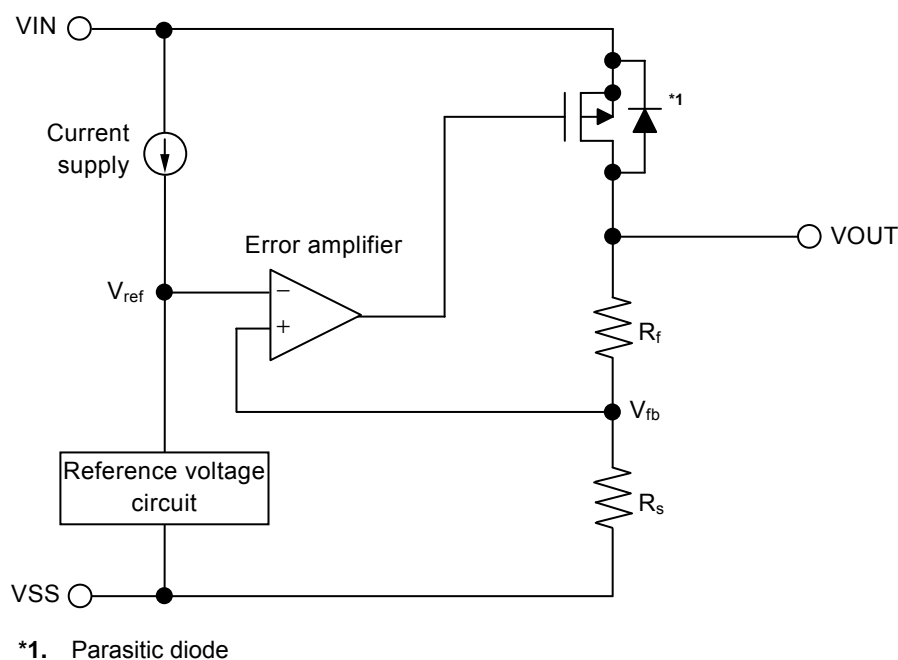 VIN
*1
Current
supply
Error amplifier
VOUT
Vref
−
+
Rf
Vfb
Reference voltage
circuit
Rs
VSS
*1. Parasitic diode